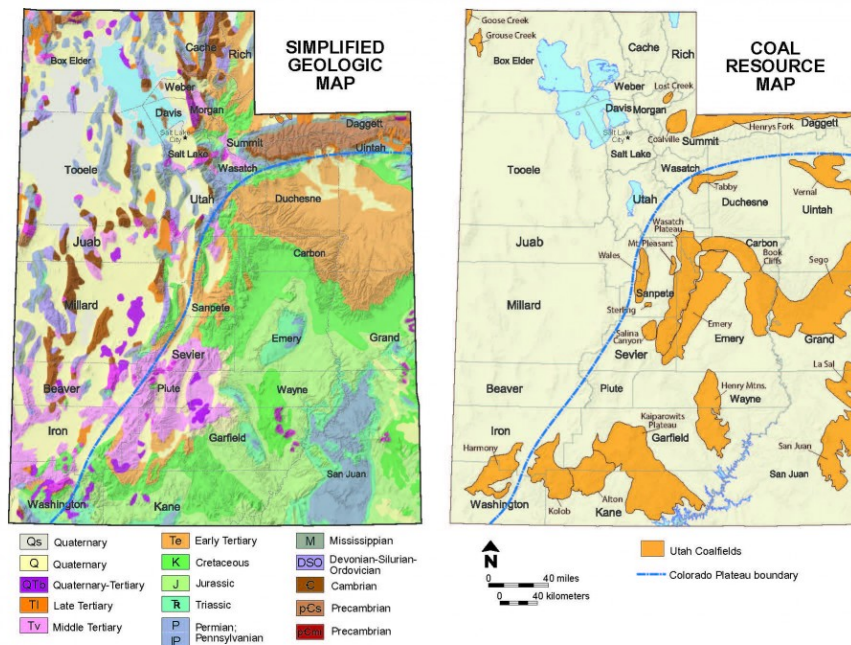 SIMPLIFIED
GEOLOGIC
MAP
Box Elder
Cache
Rich
Weber
Morgan
Davis
Salt Lake
City
Summit
Daggett
Salt Lake
Uintah
Tooele
Wasatch
Utah
Duchesne
Juab
Carbon
Millard
Sanpete
Emery
Grand
Sevier
Beaver
Piute
Wayne
Iron
Garfield
San Juan
Washington
Kane
Qs Quaternary
Q Quaternary
QTb Quaternary-Tertiary
Tl Late Tertiary
Tv Middle Tertiary
Te Early Tertiary
K Cretaceous
J Jurassic
Triassic
P Permian;
IP Pennsylvanian
M Mississippian
DSO Devonian-Silurian-
Ordovician
C Cambrian
pCs Precambrian
Precambrian
COAL
RESOURCE
MAP
Goose Creek
Grouse Creek
Box Elder
Cache
Rich
Weber
Lost Creek
Davis
Morgan
Salt Lake
City
Coalville
Summit
Henrys Fork
Daggett
Salt Lake
Tooele
Wasatch
Tabby
Vernal
Utah
Duchesne
Uintah
Wasatch
Plateau
Juab
Mt. Pleasant
Carbon
Book
Cliffs
Wales
Sego
Sanpete
Millard
Sterling
Emery
Salina
Canyon
Emery
Grand
Sevier
La Sal
Beaver
Piute
Henry Mtns.
Wayne
Kaiparowits
Plateau
Iron
Garfield
Harmony
San Juan
San Juan
Washington
Kolob
Alton
Kane
N
0 40 miles
0 40 kilometers
Utah Coalfields
Colorado Plateau boundary